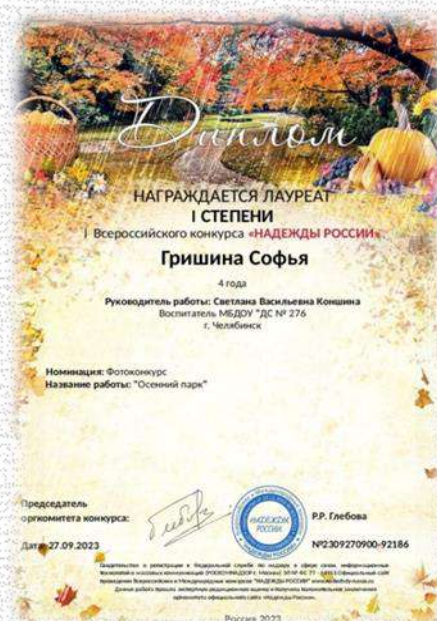 Диплом
НАГРАЖДАЕТСЯ ЛАУРЕАТ
I СТЕПЕНИ
I Всероссийского конкурса «НАДЕЖДЫ РОССИИ»
Гришина Софья
4 года
Руководитель работы: Светлана Васильевна Коншина
Воспитатель МБДОУ "ДС № 276
г. Челябинск
Номинация: Фотоконкурс
Название работы: "Осенний парк"
Председатель
оргкомитета конкурса:
НАДЕЖДЫ
РОССИИ
Р.Р. Глебова
Дата: 27.09.2023
№2309270900-92186
Россия 2023